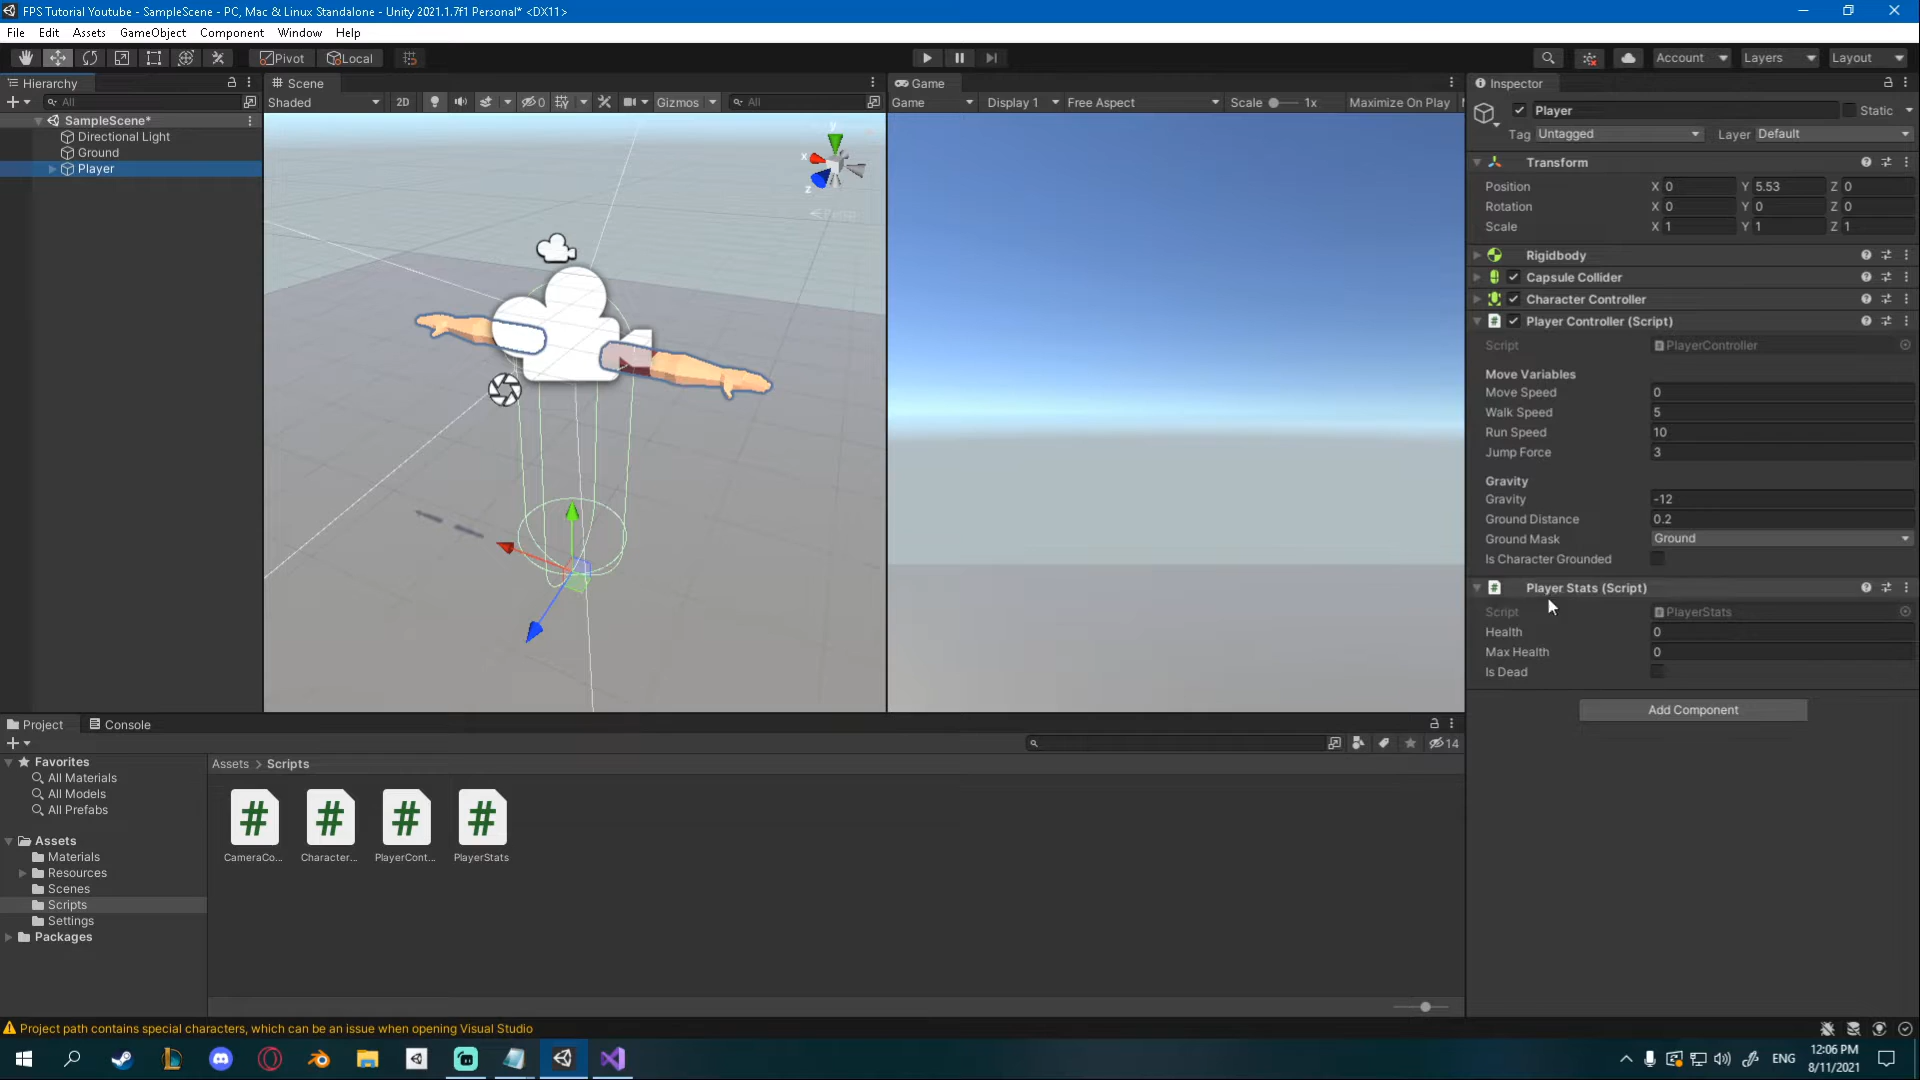 FPS Tutorial Youtube - SampleScene - PC, Mac & Linux Standalone - Unity 2021.1.7f1 Personal* <DX11>
File Edit Assets GameObject Component Window Help
Pivot Local Account Layers Layout
Hierarchy
All
SampleScene*
Directional Light
Ground
Player
Scene
Shaded 2D 0 Gizmos All
y
x
z
Persp
Game
Game Display 1 Free Aspect Scale 1x Maximize On Play
Inspector
Player Static
Tag Untagged Layer Default
Transform
Position X 0 Y 5.53 Z 0
Rotation X 0 Y 0 Z 0
Scale X 1 Y 1 Z 1
Rigidbody
Capsule Collider
Character Controller
Player Controller (Script)
Script PlayerController
Move Variables
Move Speed 0
Walk Speed 5
Run Speed 10
Jump Force 3
Gravity
Gravity -12
Ground Distance 0.2
Ground Mask Ground
Is Character Grounded
Player Stats (Script)
Script PlayerStats
Health 0
Max Health 0
Is Dead
Add Component
Project Console
14
Favorites
All Materials
All Models
All Prefabs
Assets
Materials
Resources
Scenes
Scripts
Settings
Packages
Assets > Scripts
CameraCo... Character... PlayerCont... PlayerStats
Project path contains special characters, which can be an issue when opening Visual Studio
ENG
12:06 PM
8/11/2021